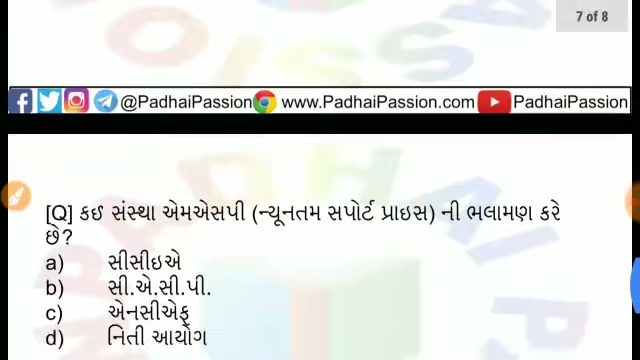 7 of 8
@PadhaiPassion www.PadhaiPassion.com PadhaiPassion
[Q] કઈ સંસ્થા એમએસપી (ન્યૂનતમ સપોર્ટ પ્રાઇસ) ની ભલામણ કરે
છે?
a) સીસીઇએ
b) સી.એ.સી.પી.
c) એનસીએફ
d) નિતી આયોગ